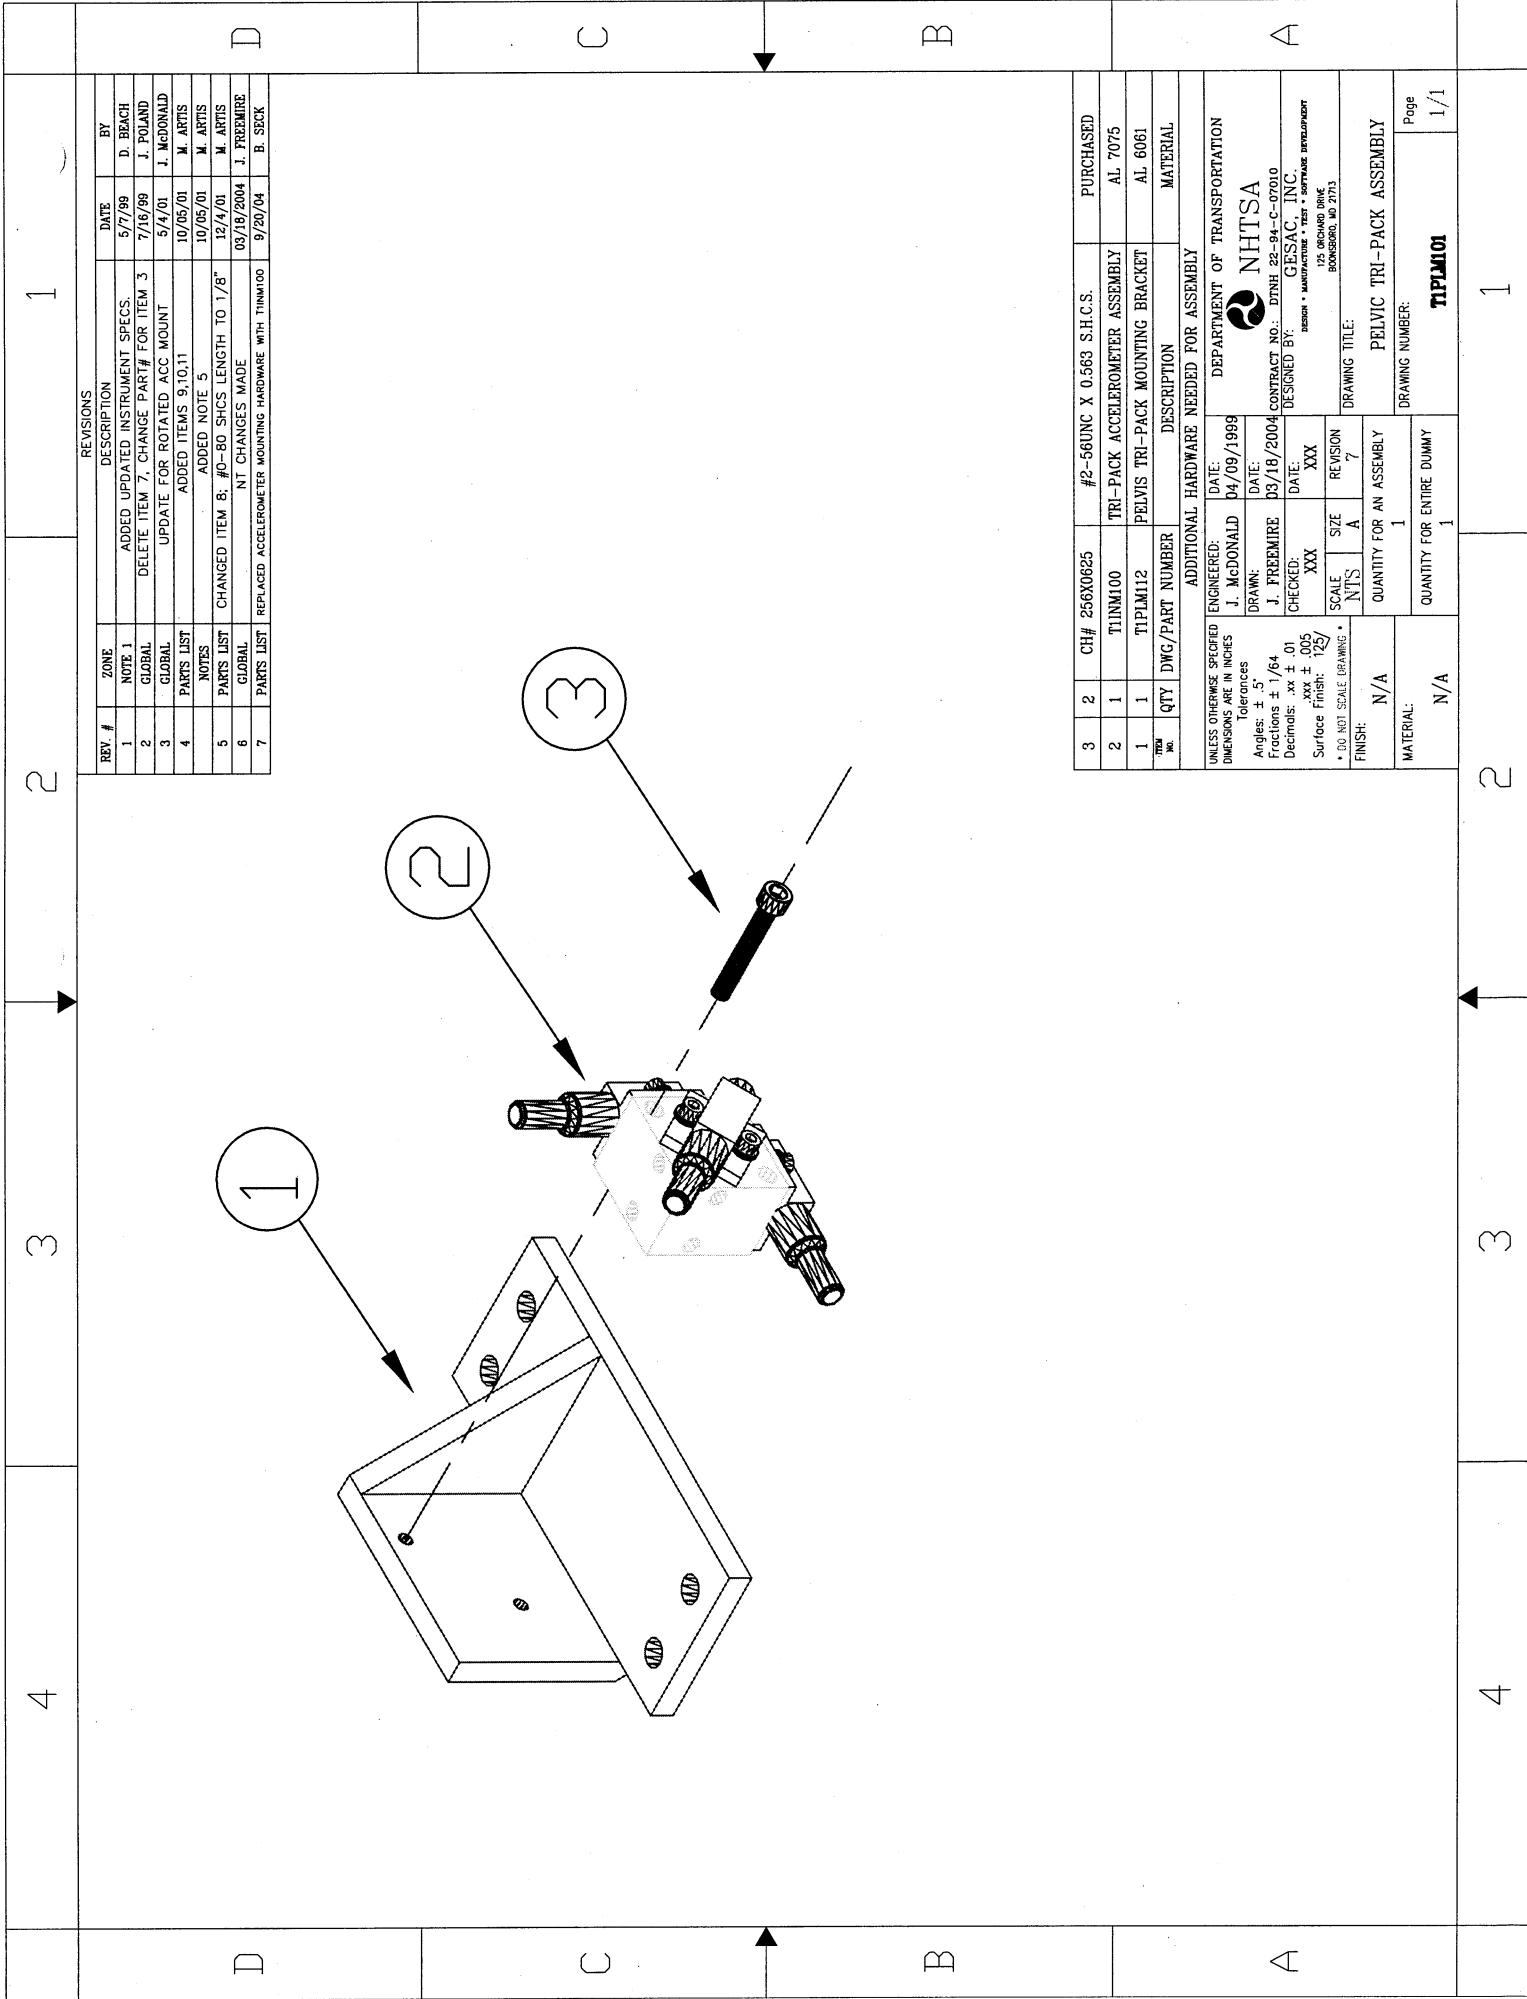 4 3 2 1
D
C
B
A
REVISIONS
REV. # ZONE DESCRIPTION DATE BY
1 NOTE 1 ADDED UPDATED INSTRUMENT SPECS. 5/7/99 D. BEACH
2 GLOBAL DELETE ITEM 7, CHANGE PART# FOR ITEM 3 7/16/99 J. POLAND
3 GLOBAL UPDATE FOR ROTATED ACC MOUNT 5/4/01 J. McDONALD
4 PARTS LIST ADDED ITEMS 9,10,11 10/05/01 M. ARTIS
NOTES ADDED NOTE 5 10/05/01 M. ARTIS
5 PARTS LIST CHANGED ITEM 8; #0-80 SHCS LENGTH TO 1/8" 12/4/01 M. ARTIS
6 GLOBAL NT CHANGES MADE 03/18/2004 J. FREEMIRE
7 PARTS LIST REPLACED ACCELEROMETER MOUNTING HARDWARE WITH T1INM100 9/20/04 B. SECK
1
2
3
3 2 CH# 256X0625 #2-56UNC X 0.563 S.H.C.S. PURCHASED
2 1 T1INM100 TRI-PACK ACCELEROMETER ASSEMBLY AL 7075
1 1 T1PLM112 PELVIS TRI-PACK MOUNTING BRACKET AL 6061
ITEM NO. QTY DWG/PART NUMBER DESCRIPTION MATERIAL
ADDITIONAL HARDWARE NEEDED FOR ASSEMBLY
UNLESS OTHERWISE SPECIFIED
DIMENSIONS ARE IN INCHES
Tolerances
Angles: ± .5°
Fractions ± 1/64
Decimals: .xx ± .01
.xxx ± .005
Surface Finish: 125/
* DO NOT SCALE DRAWING *
FINISH:
N/A
MATERIAL:
N/A
ENGINEERED:
J. McDONALD
DATE:
04/09/1999
DRAWN:
J. FREEMIRE
DATE:
03/18/2004
CHECKED:
XXX
DATE:
XXX
SCALE
NTS
SIZE
A
REVISION
7
QUANTITY FOR AN ASSEMBLY
1
QUANTITY FOR ENTIRE DUMMY
1
DEPARTMENT OF TRANSPORTATION
NHTSA
CONTRACT NO.: DTNH 22-94-C-07010
DESIGNED BY: GESAC, INC.
DESIGN * MANUFACTURE * TEST * SOFTWARE DEVELOPMENT
125 ORCHARD DRIVE
BOONSBORO, MD 21713
DRAWING TITLE:
PELVIC TRI-PACK ASSEMBLY
DRAWING NUMBER:
T1PLM101
Page
1/1
D
C
B
A
4 3 2 1